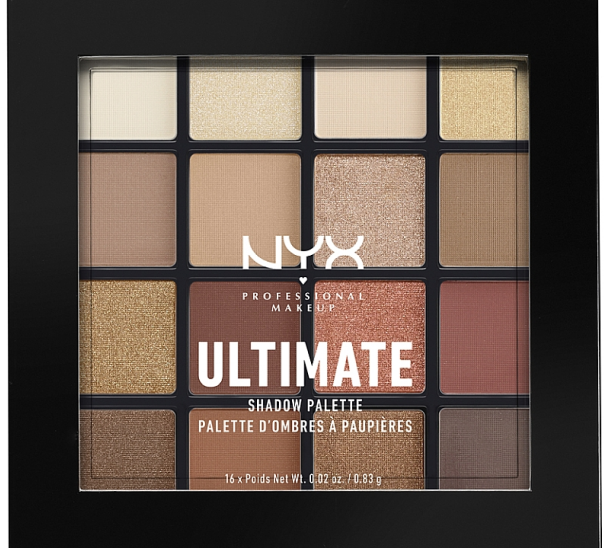 NYX
PROFESSIONAL
MAKEUP
ULTIMATE
SHADOW PALETTE
PALETTE D'OMBRES À PAUPIÈRES
16 x Poids Net Wt. 0.02 oz. / 0.83 g